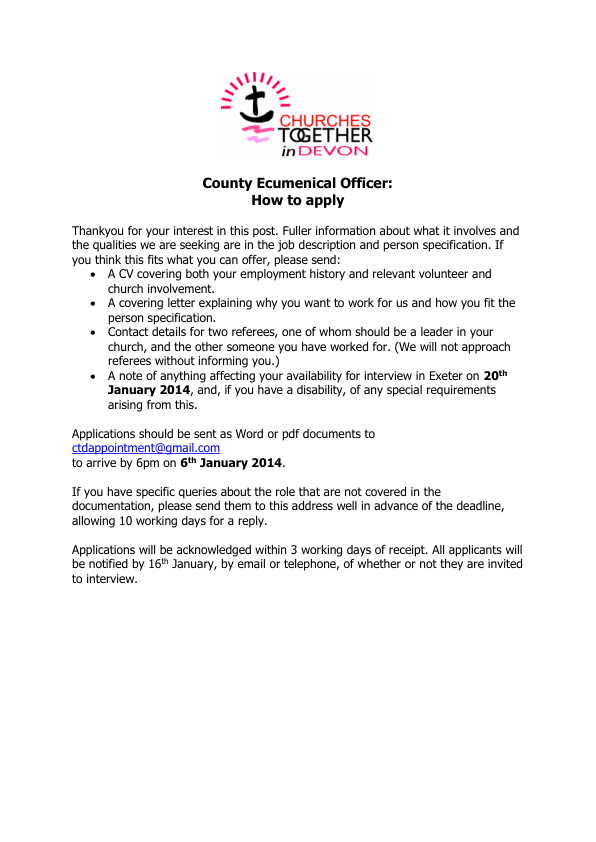 CHURCHES
TOGETHER
in DEVON
County Ecumenical Officer:
How to apply
Thankyou for your interest in this post. Fuller information about what it involves and
the qualities we are seeking are in the job description and person specification. If
you think this fits what you can offer, please send:
• A CV covering both your employment history and relevant volunteer and
church involvement.
• A covering letter explaining why you want to work for us and how you fit the
person specification.
• Contact details for two referees, one of whom should be a leader in your
church, and the other someone you have worked for. (We will not approach
referees without informing you.)
• A note of anything affecting your availability for interview in Exeter on 20th
January 2014, and, if you have a disability, of any special requirements
arising from this.
Applications should be sent as Word or pdf documents to
ctdappointment@gmail.com
to arrive by 6pm on 6th January 2014.
If you have specific queries about the role that are not covered in the
documentation, please send them to this address well in advance of the deadline,
allowing 10 working days for a reply.
Applications will be acknowledged within 3 working days of receipt. All applicants will
be notified by 16th January, by email or telephone, of whether or not they are invited
to interview.